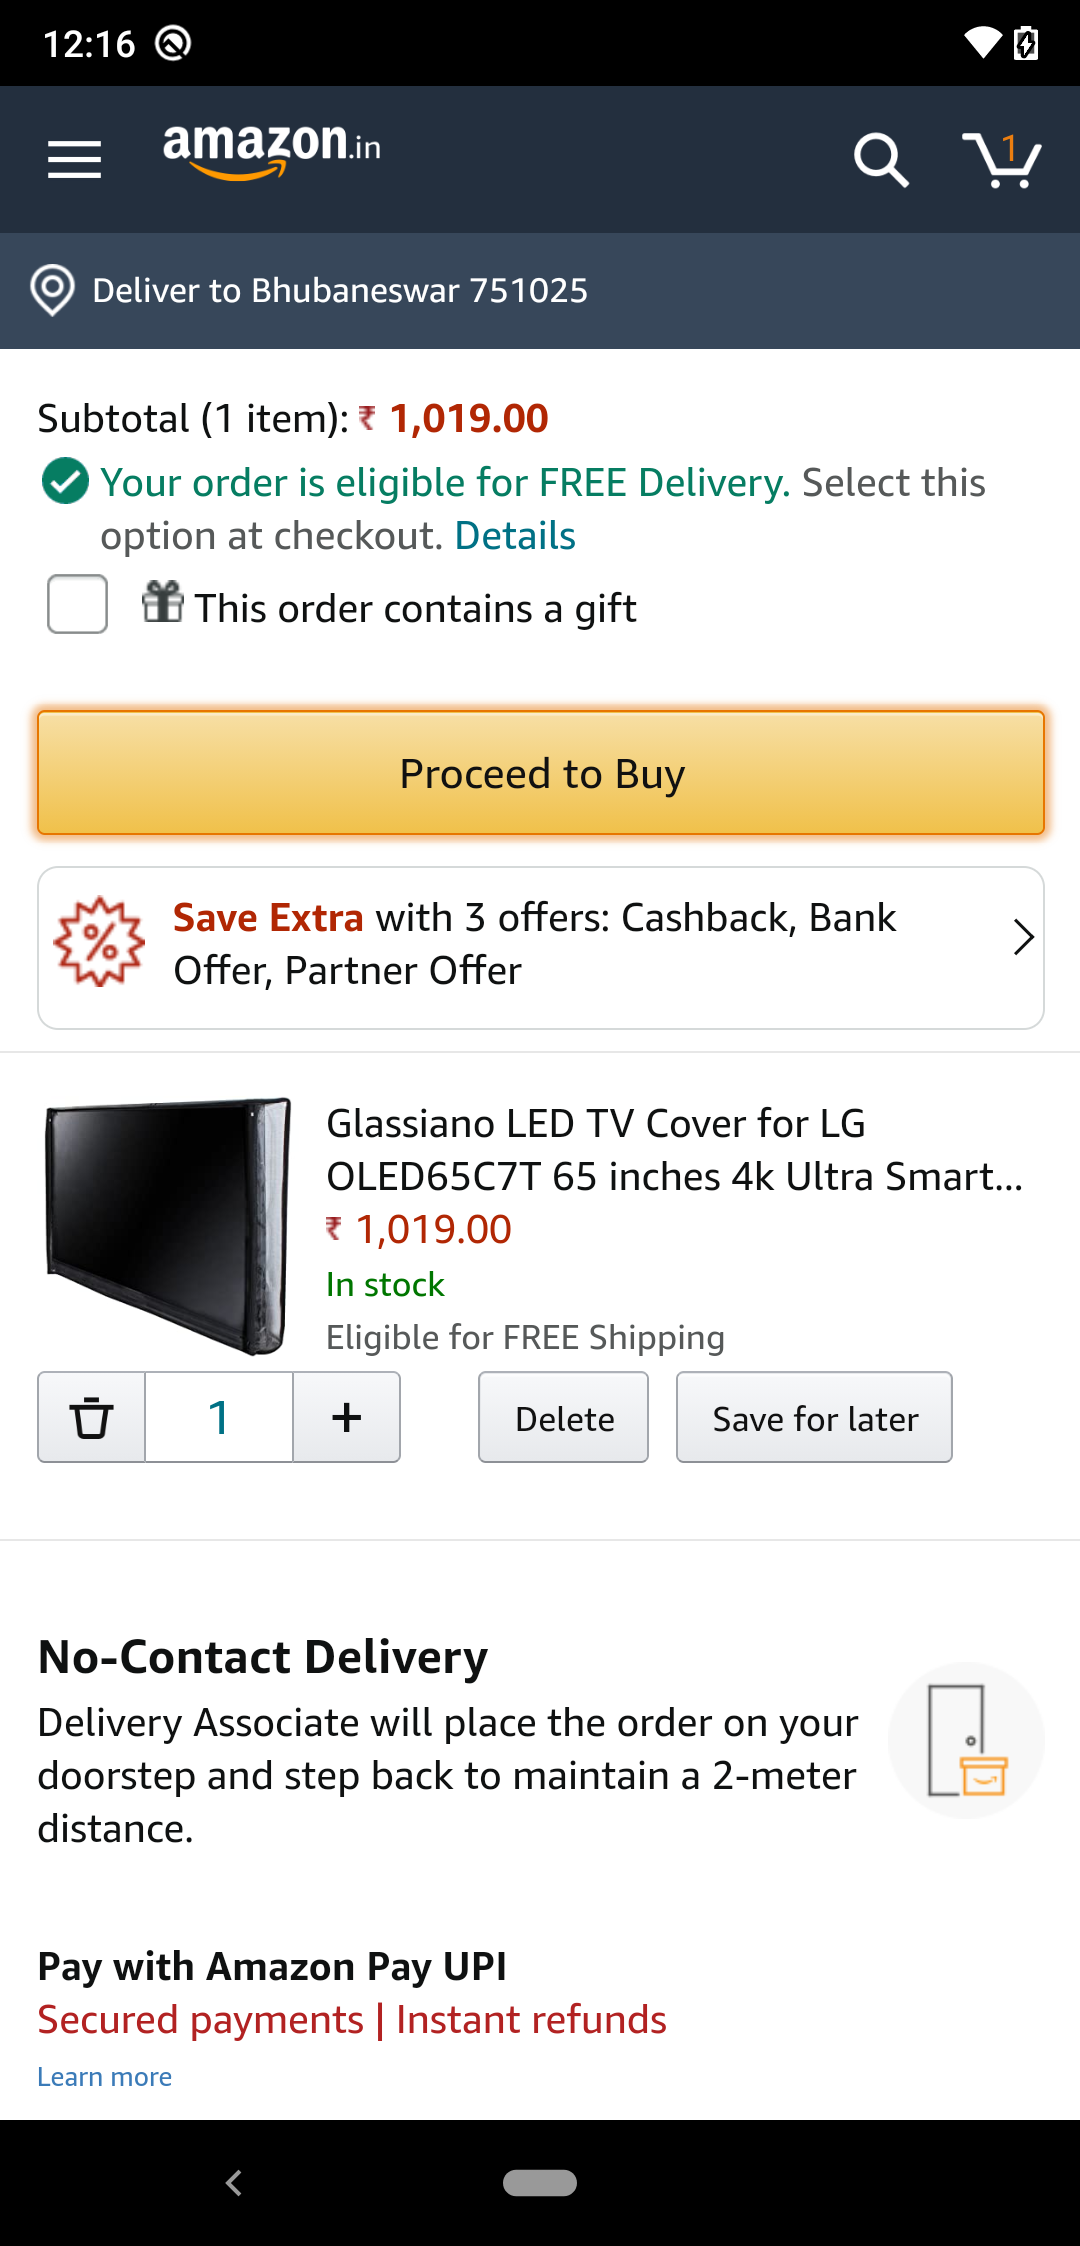 12:16
amazon.in
1
Deliver to Bhubaneswar 751025
Subtotal (1 item): ₹ 1,019.00
Your order is eligible for FREE Delivery. Select this
option at checkout. Details
This order contains a gift
Proceed to Buy
Save Extra with 3 offers: Cashback, Bank
Offer, Partner Offer
Glassiano LED TV Cover for LG
OLED65C7T 65 inches 4k Ultra Smart...
₹ 1,019.00
In stock
Eligible for FREE Shipping
1 + Delete Save for later
No-Contact Delivery
Delivery Associate will place the order on your
doorstep and step back to maintain a 2-meter
distance.
Pay with Amazon Pay UPI
Secured payments | Instant refunds
Learn more